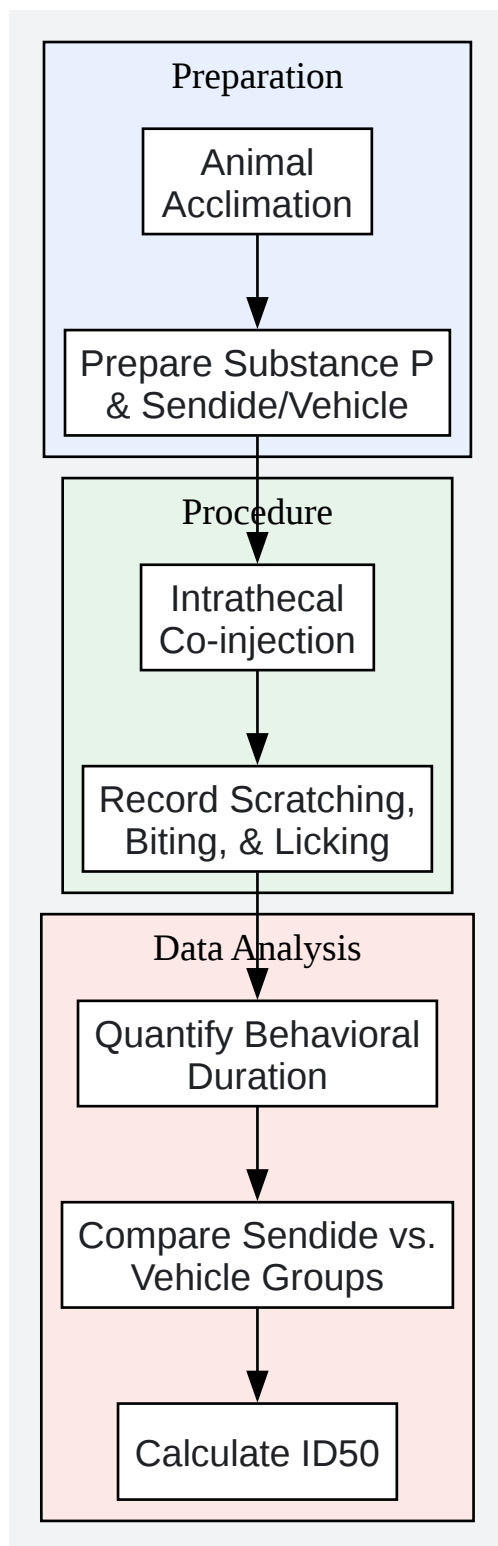 Preparation
Animal
Acclimation
Prepare Substance P
& Sendide/Vehicle
Procedure
Intrathecal
Co-injection
Record Scratching,
Biting, & Licking
Data Analysis
Quantify Behavioral
Duration
Compare Sendide vs.
Vehicle Groups
Calculate ID50